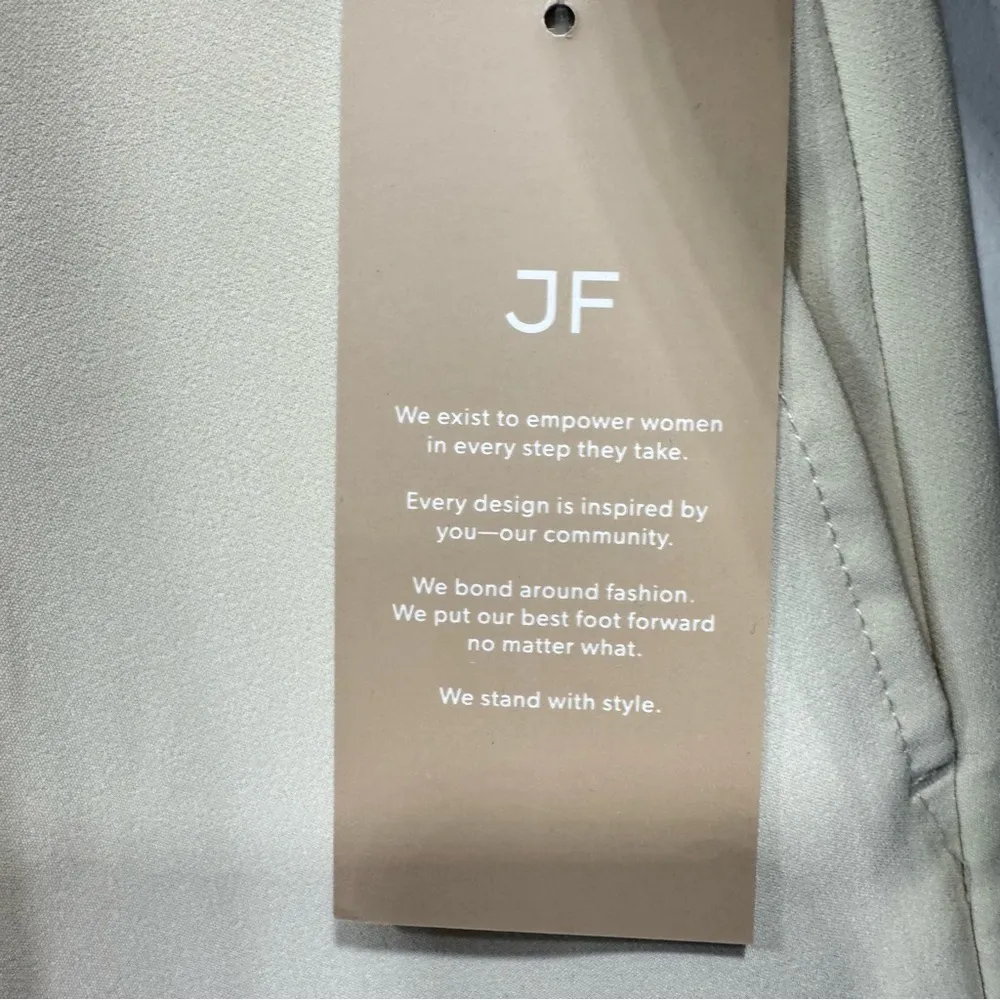 JF
We exist to empower women
in every step they take.
Every design is inspired by
you—our community.
We bond around fashion.
We put our best foot forward
no matter what.
We stand with style.